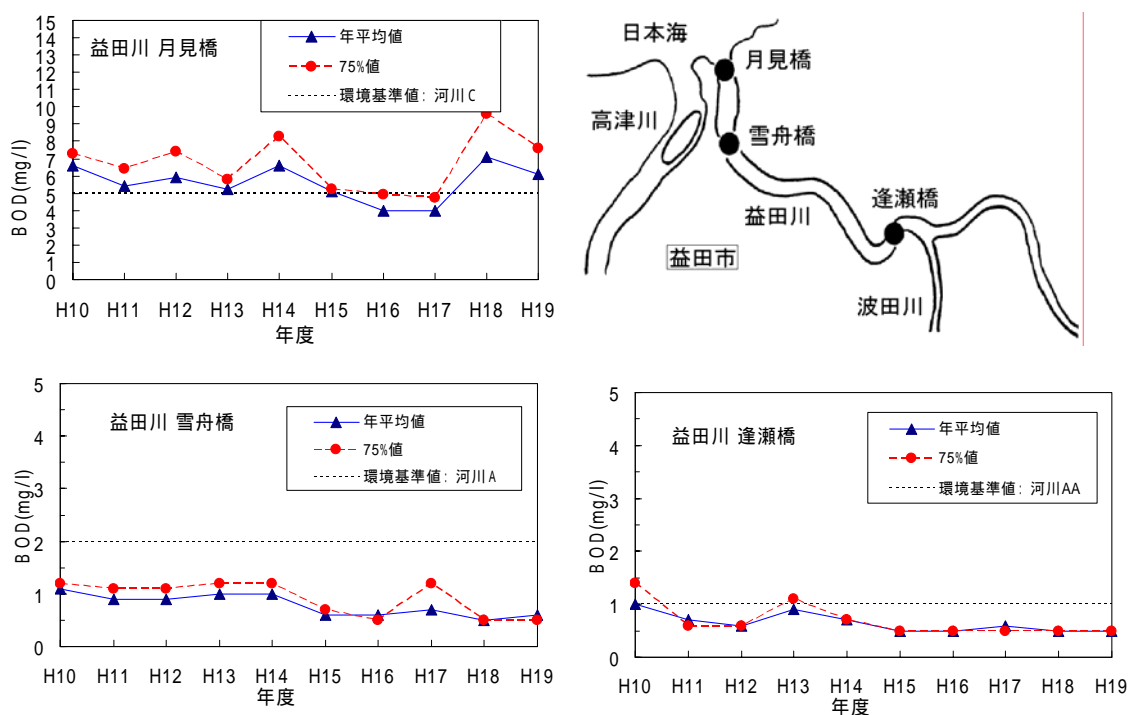 益田川 月見橋
年平均値
75%値
環境基準値: 河川C
BOD(mg/l)
15
14
13
12
11
10
9
8
7
6
5
4
3
2
1
0
H10 H11 H12 H13 H14 H15 H16 H17 H18 H19
年度
日本海
月見橋
高津川
雪舟橋
逢瀬橋
益田川
益田市
波田川
益田川 雪舟橋
年平均値
75%値
環境基準値: 河川A
BOD(mg/l)
5
4
3
2
1
0
H10 H11 H12 H13 H14 H15 H16 H17 H18 H19
年度
益田川 逢瀬橋
年平均値
75%値
環境基準値: 河川AA
BOD(mg/l)
5
4
3
2
1
0
H10 H11 H12 H13 H14 H15 H16 H17 H18 H19
年度